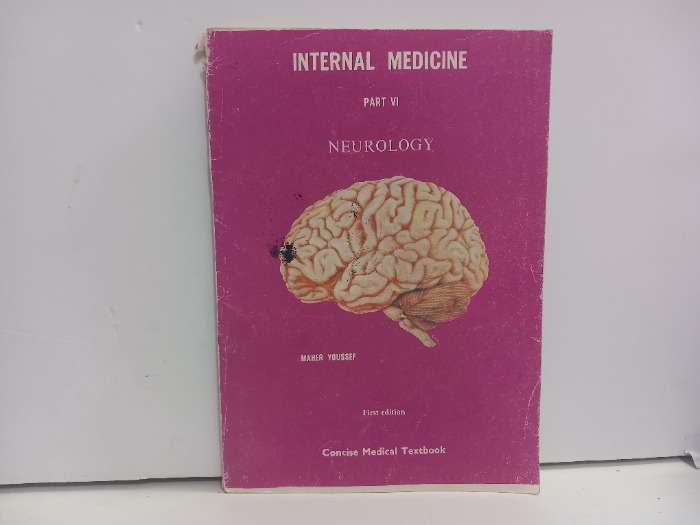 INTERNAL MEDICINE
PART VI
NEUROLOGY
MAHER YOUSSEF
First edition
Concise Medical Textbook